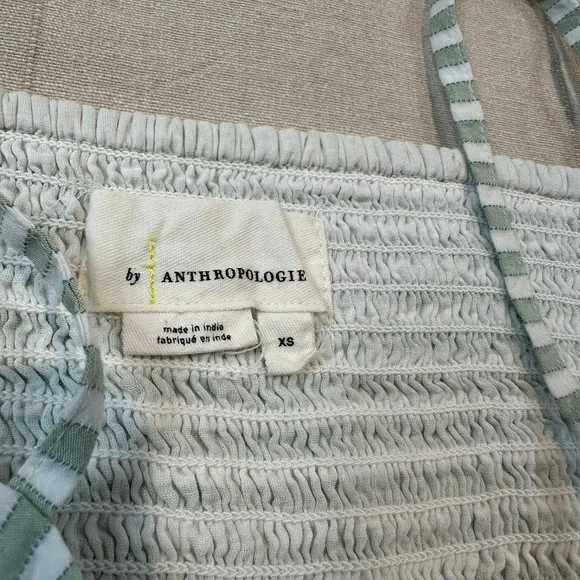 by ANTHROPOLOGIE
made in india
fabriqué en inde
XS